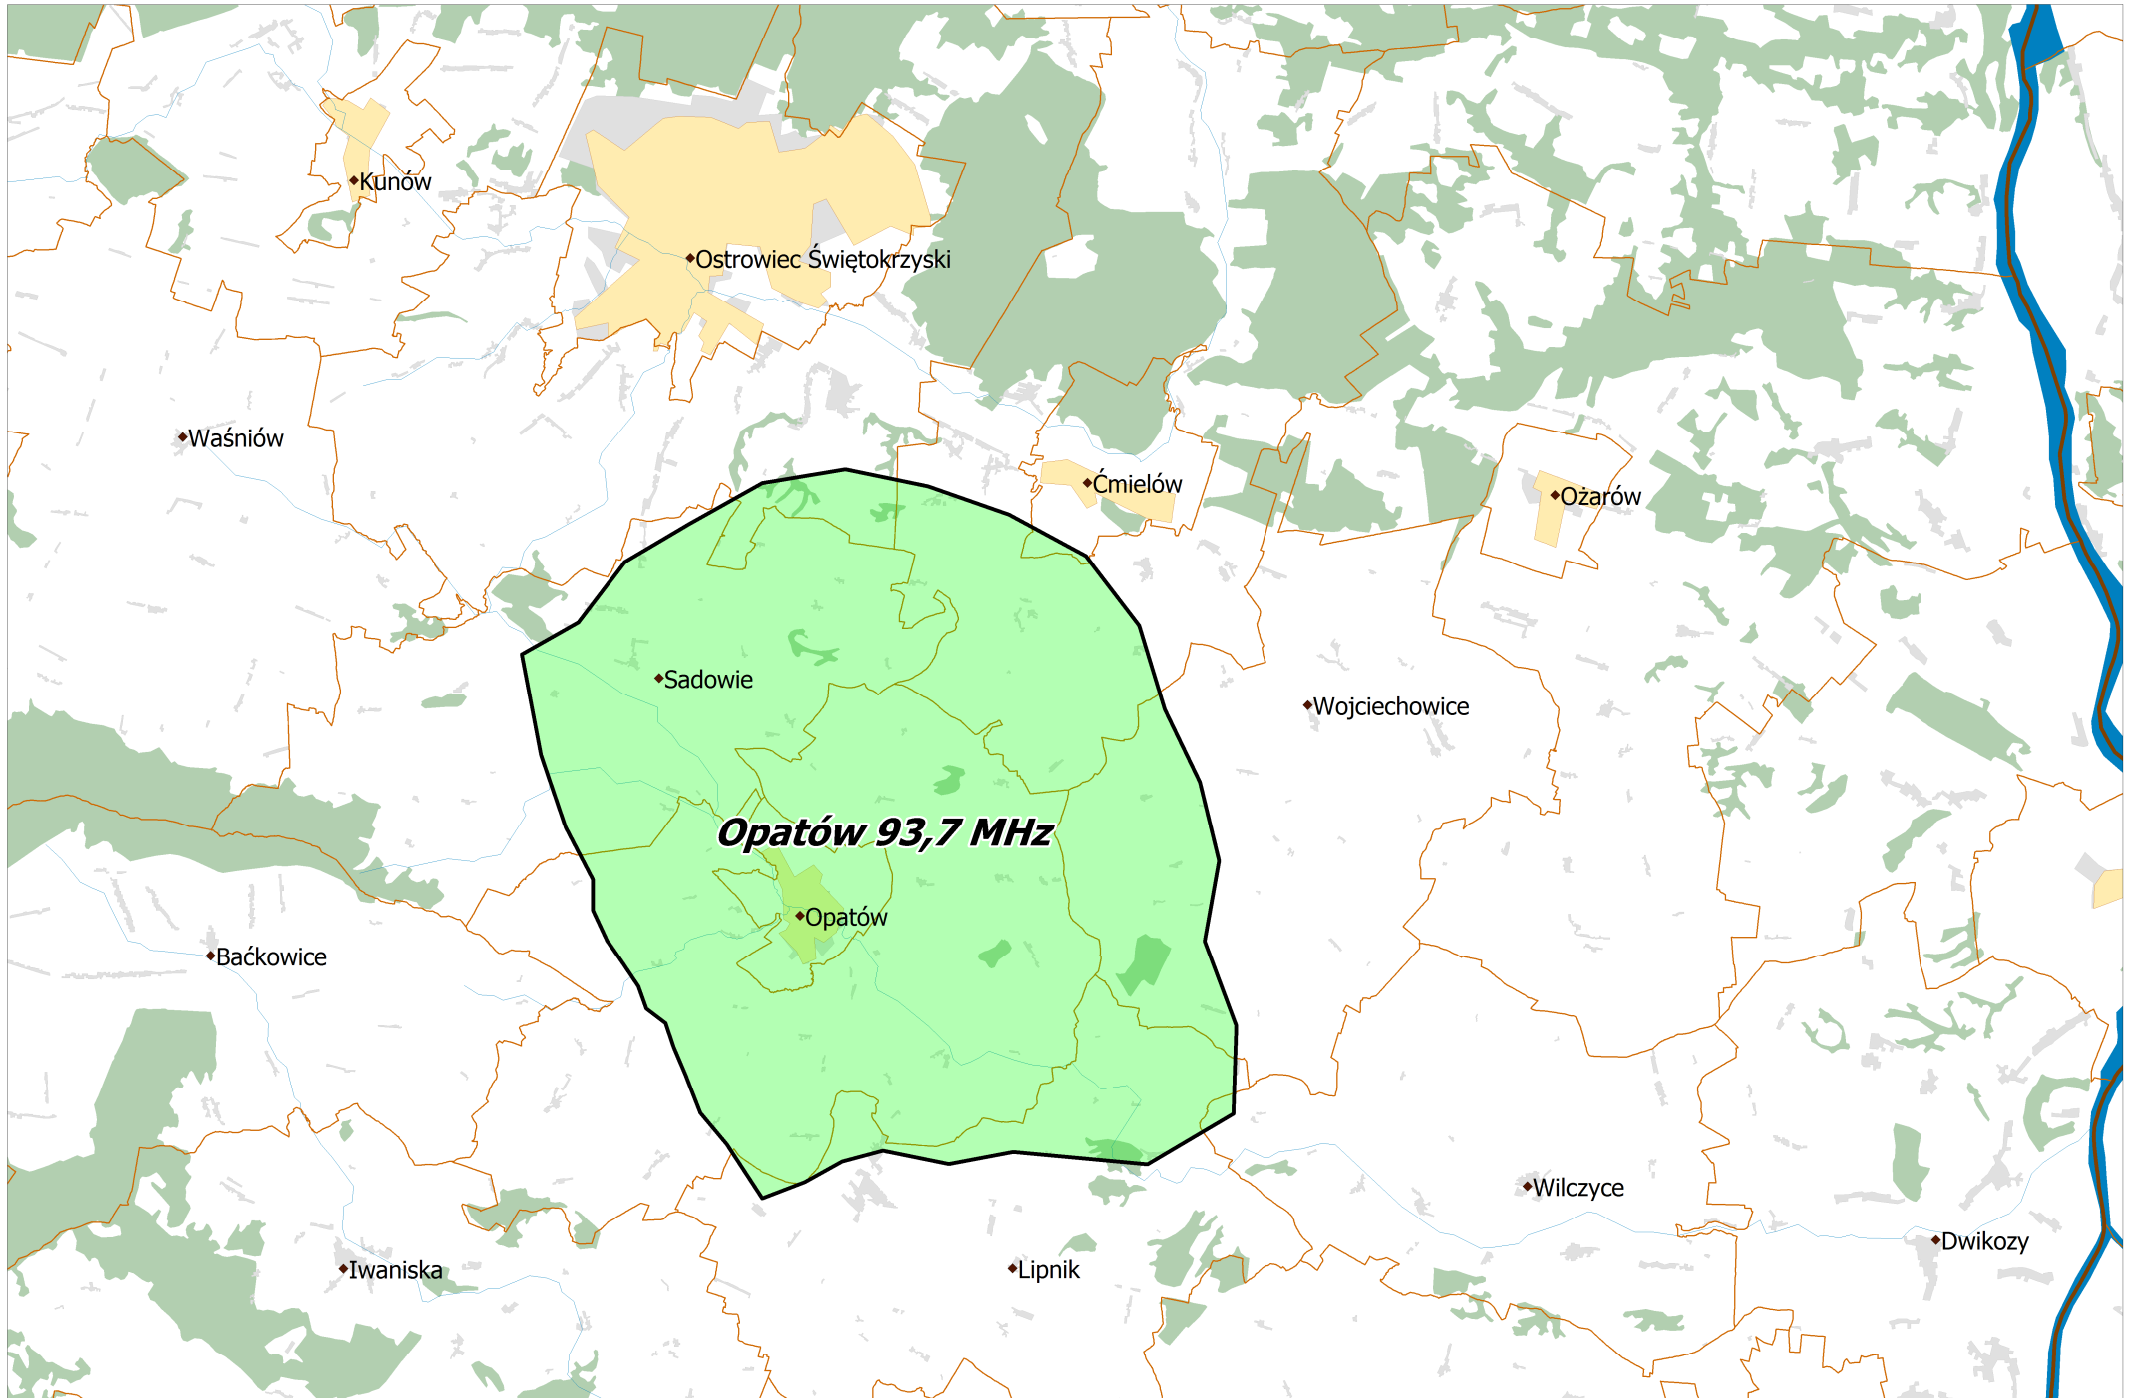 Kunów
Ostrowiec Świętokrzyski
Waśniów
Ćmielów
Ożarów
Sadowie
Wojciechowice
Opatów 93,7 MHz
Opatów
Baćkowice
Wilczyce
Dwikozy
Iwaniska
Lipnik